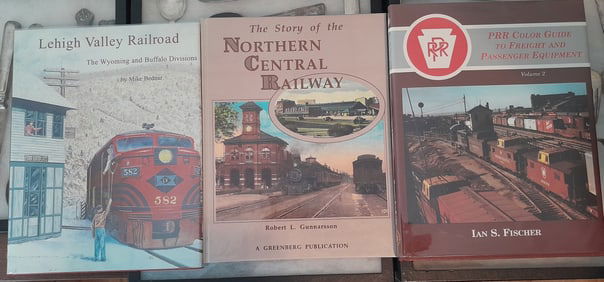 Lehigh Valley Railroad
The Wyoming and Buffalo Divisions
by Mike Bednar
582
582
The Story of the
NORTHERN
CENTRAL
RAILWAY
Robert L. Gunnarsson
A GREENBERG PUBLICATION
PRR
PRR COLOR GUIDE
TO FREIGHT AND
PASSENGER EQUIPMENT
Volume 2
IAN S. FISCHER